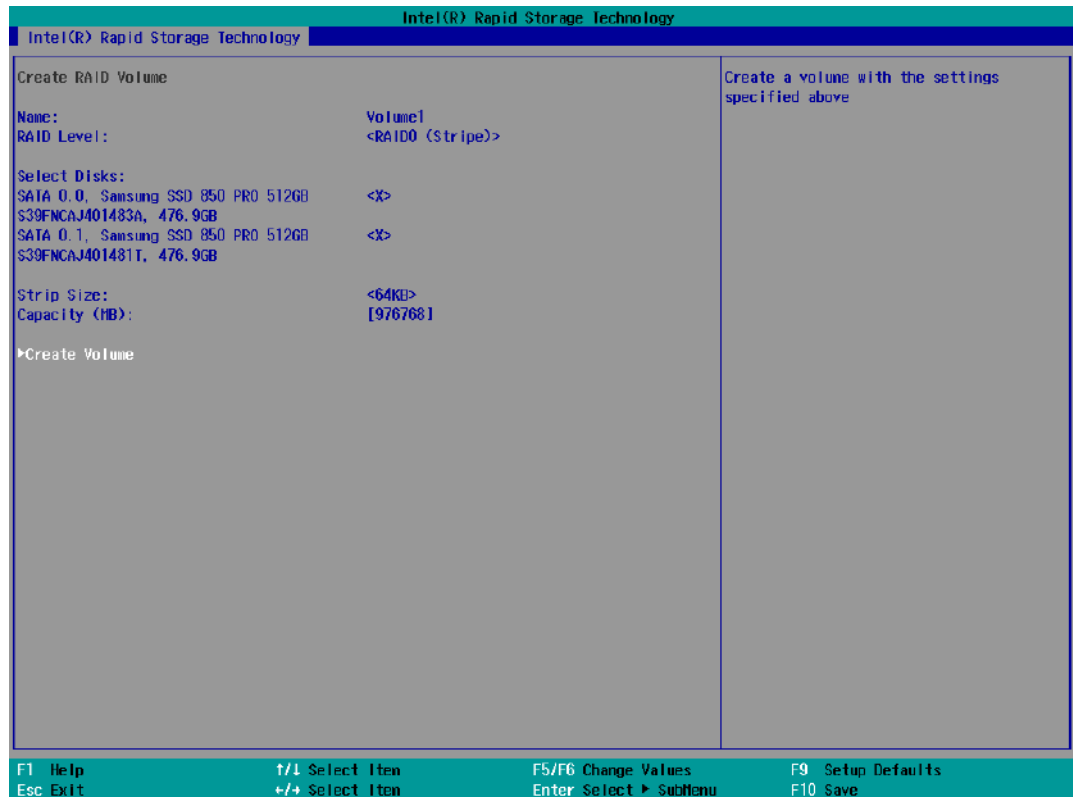 Intel(R) Rapid Storage Technology
Intel(R) Rapid Storage Technology
Create RAID Volume
Name: Volume1
RAID Level: <RAID0 (Stripe)>
Select Disks:
SATA 0.0, Samsung SSD 850 PRO 512GB <X>
S39FNCAJ401483A, 476.9GB
SATA 0.1, Samsung SSD 850 PRO 512GB <X>
S39FNCAJ401481T, 476.9GB
Strip Size: <64KB>
Capacity (MB): [976768]
►Create Volume
Create a volume with the settings
specified above
F1 Help ↑/↓ Select Item F5/F6 Change Values F9 Setup Defaults
Esc Exit ←/→ Select Item Enter Select ► SubMenu F10 Save